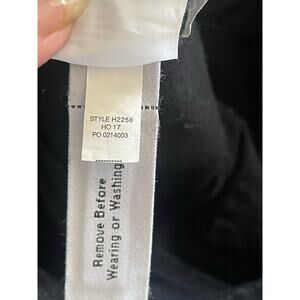 STYLE H2258
HO 17
PO 0214003
Remove Before
Wearing or Washing